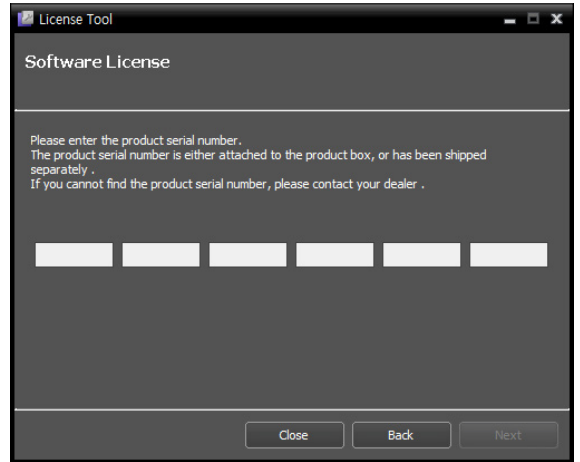 License Tool
Software License
Please enter the product serial number.
The product serial number is either attached to the product box, or has been shipped
separately .
If you cannot find the product serial number, please contact your dealer .
Close Back Next